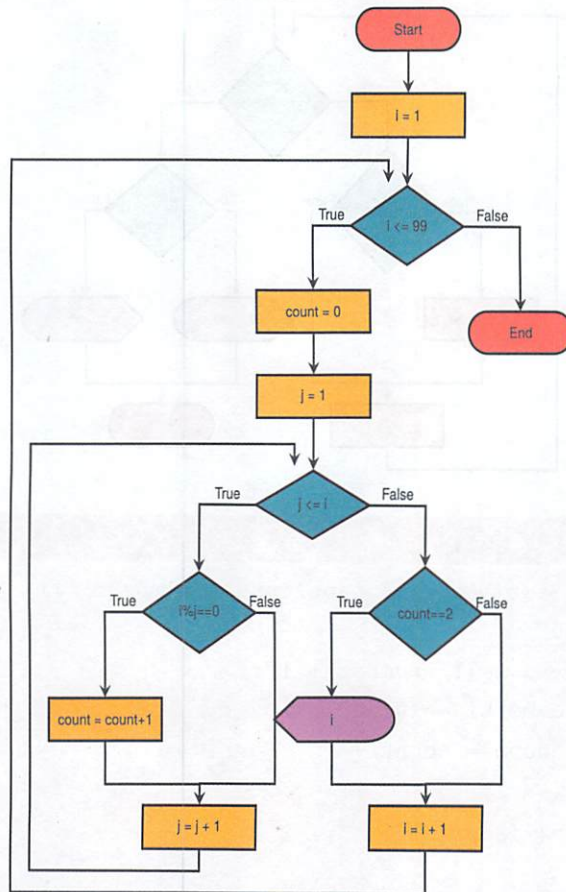 Start
i = 1
True
i <= 99
False
count = 0
End
j = 1
True
j <= i
False
True
i%j==0
False
True
count==2
False
count = count+1
i
j = j + 1
i = i + 1